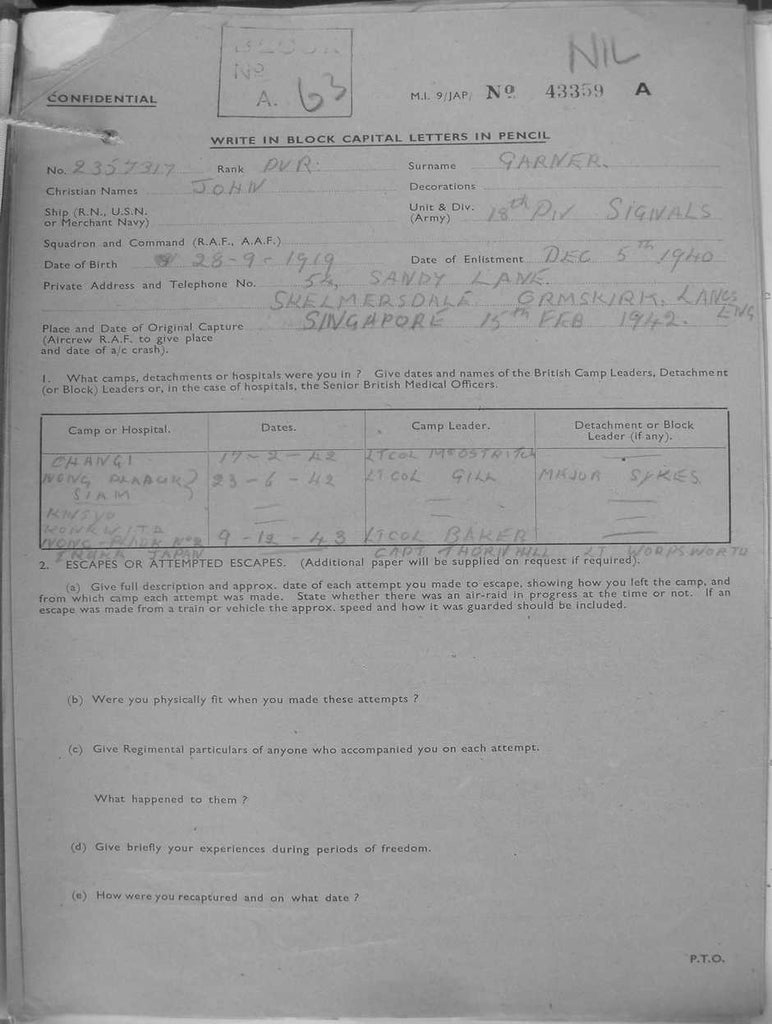 BLOCK
NIL
No
A. 63
CONFIDENTIAL
M.I. 9/JAP/ No 43359 A
WRITE IN BLOCK CAPITAL LETTERS IN PENCIL
No. 2357317 Rank DVR. Surname GARNER.
Christian Names JOHN Decorations
Ship (R.N., U.S.N. or Merchant Navy) Unit & Div. (Army) 18th DIV SIGNALS
Squadron and Command (R.A.F., A.A.F.)
Date of Birth 28-9-1919 Date of Enlistment DEC 5TH 1940
Private Address and Telephone No. 54, SANDY LANE.
SKELMERSDALE ORMSKIRK. LANCS ENG
Place and Date of Original Capture SINGAPORE 15TH FEB 1942.
(Aircrew R.A.F. to give place
and date of a/c crash).
1. What camps, detachments or hospitals were you in ? Give dates and names of the British Camp Leaders, Detachment
(or Block) Leaders or, in the case of hospitals, the Senior British Medical Officers.
Camp or Hospital. Dates. Camp Leader. Detachment or Block
Leader (if any).
CHANGI 17-2-42 LTCOL
NONG 23-6-42 LT COL GILL MAJOR SYKES
SIAM
9-12-43 LTCOL BAKER
JAPAN CAPT THORNHILL LT
2. ESCAPES OR ATTEMPTED ESCAPES. (Additional paper will be supplied on request if required).
(a) Give full description and approx. date of each attempt you made to escape, showing how you left the camp, and
from which camp each attempt was made. State whether there was an air-raid in progress at the time or not. If an
escape was made from a train or vehicle the approx. speed and how it was guarded should be included.
(b) Were you physically fit when you made these attempts ?
(c) Give Regimental particulars of anyone who accompanied you on each attempt.
What happened to them ?
(d) Give briefly your experiences during periods of freedom.
(e) How were you recaptured and on what date ?
P.T.O.